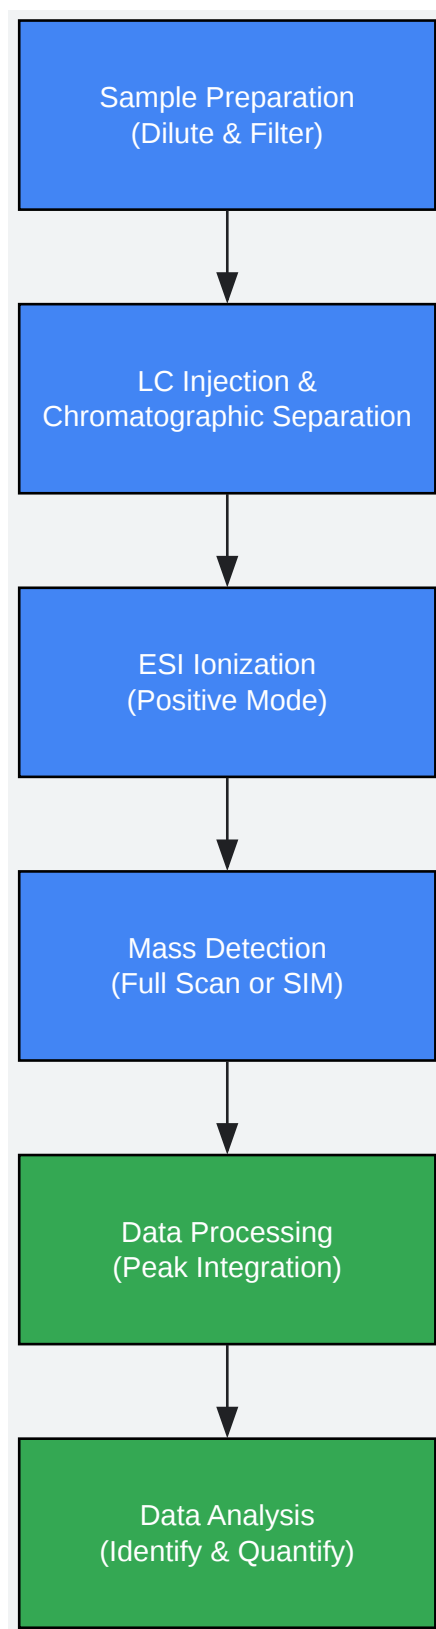 Sample Preparation
(Dilute & Filter)
LC Injection &
Chromatographic Separation
ESI Ionization
(Positive Mode)
Mass Detection
(Full Scan or SIM)
Data Processing
(Peak Integration)
Data Analysis
(Identify & Quantify)